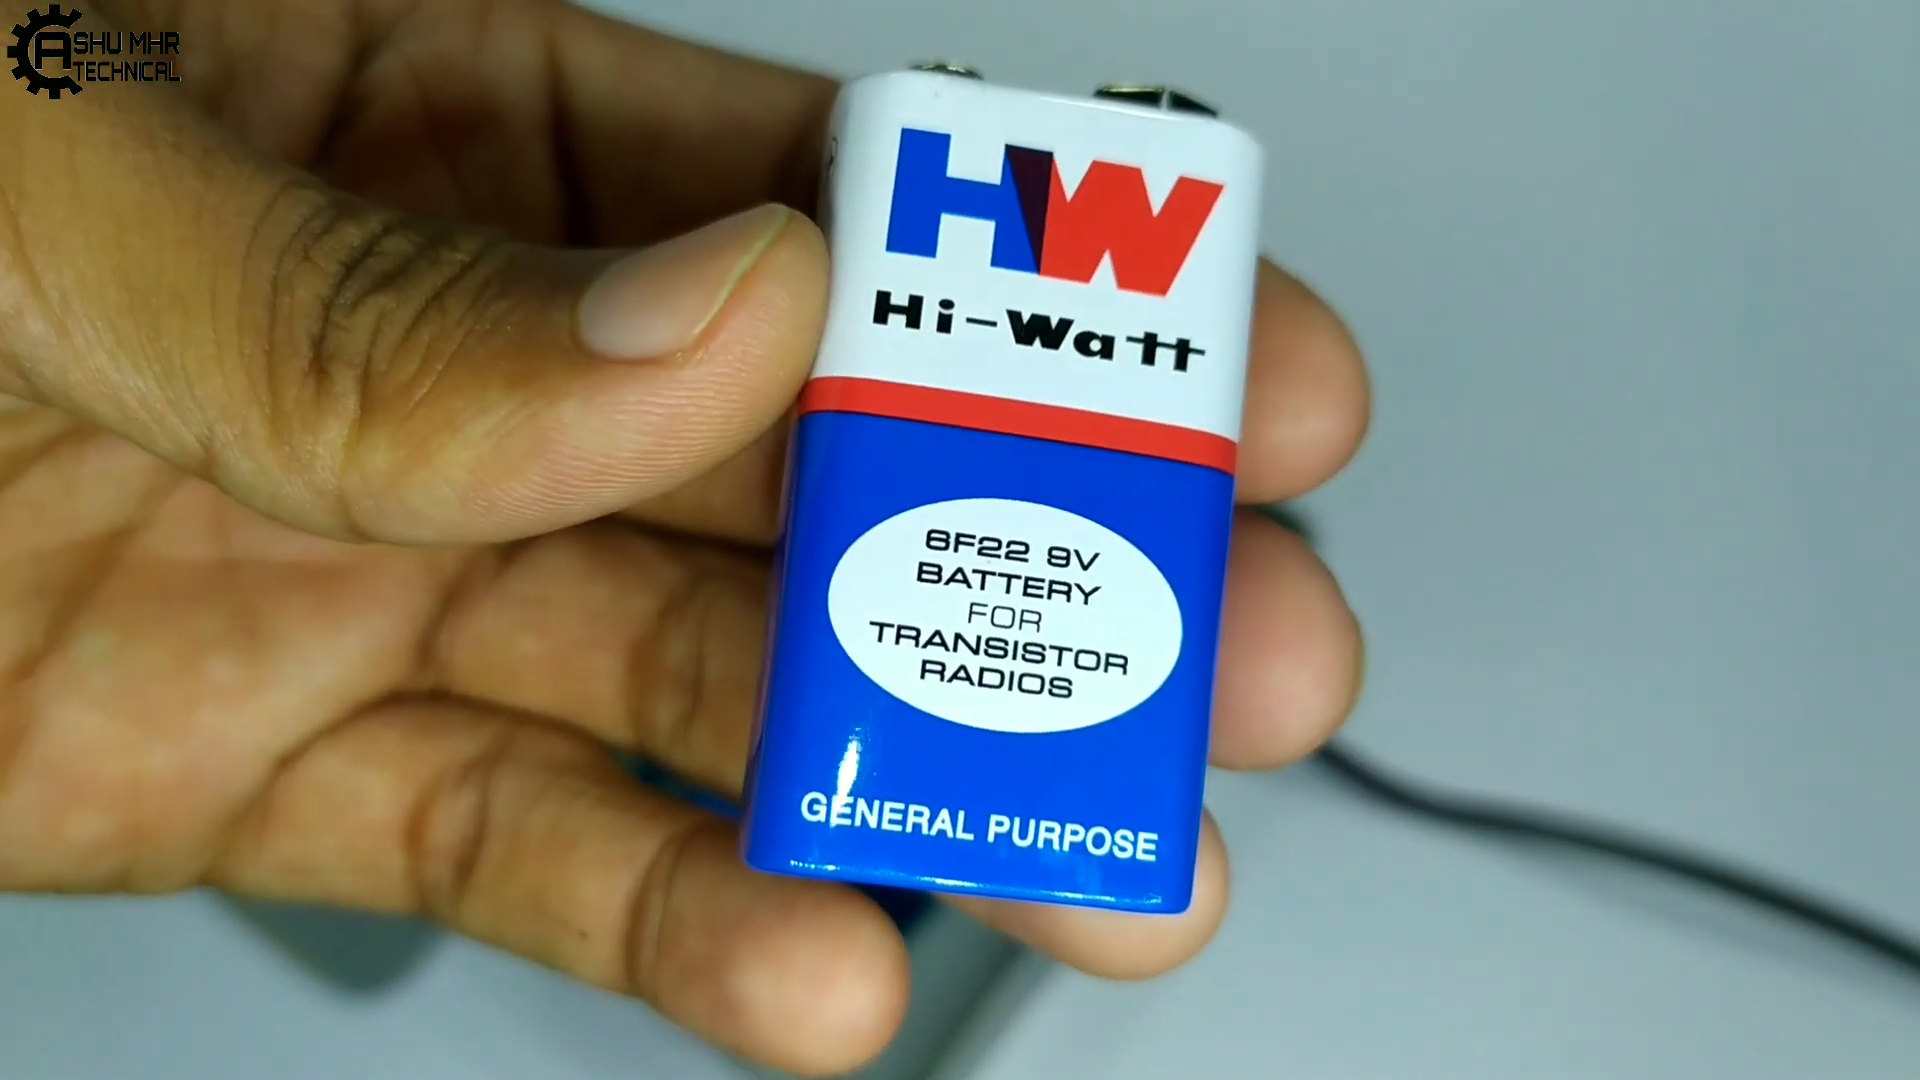 ASHU MHR
TECHNICAL
HW
Hi-Watt
6F22 9V
BATTERY
FOR
TRANSISTOR
RADIOS
GENERAL PURPOSE